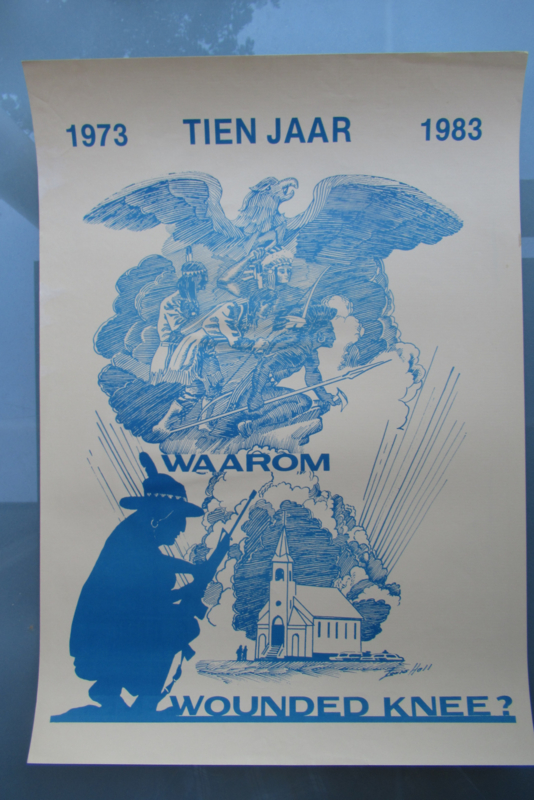 1973 TIEN JAAR 1983
WAAROM
WOUNDED KNEE?